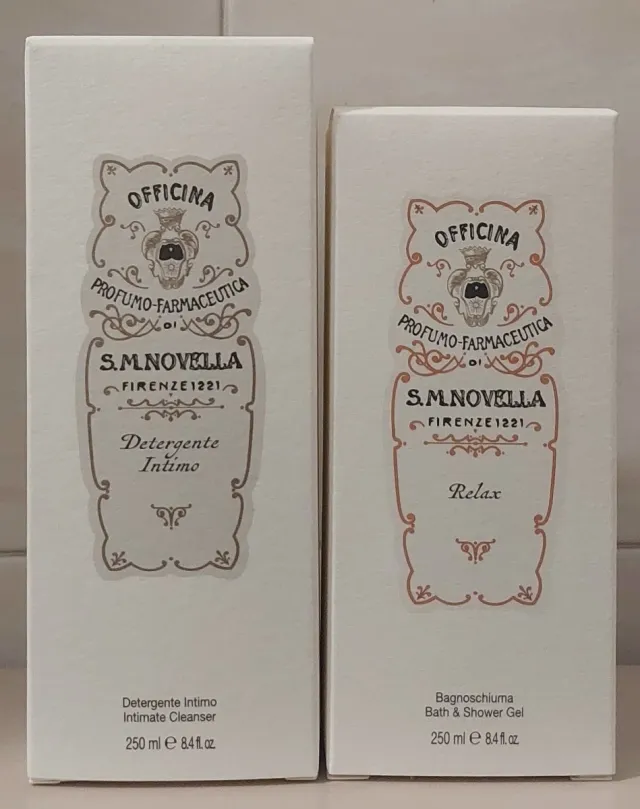 OFFICINA
PROFUMO-FARMACEUTICA
DI
S.M.NOVELLA
FIRENZE 1221
Detergente
Intimo
Detergente Intimo
Intimate Cleanser
250 ml ℮ 8.4 fl. oz.
OFFICINA
PROFUMO-FARMACEUTICA
DI
S.M.NOVELLA
FIRENZE 1221
Relax
Bagnoschiuma
Bath & Shower Gel
250 ml ℮ 8.4 fl. oz.